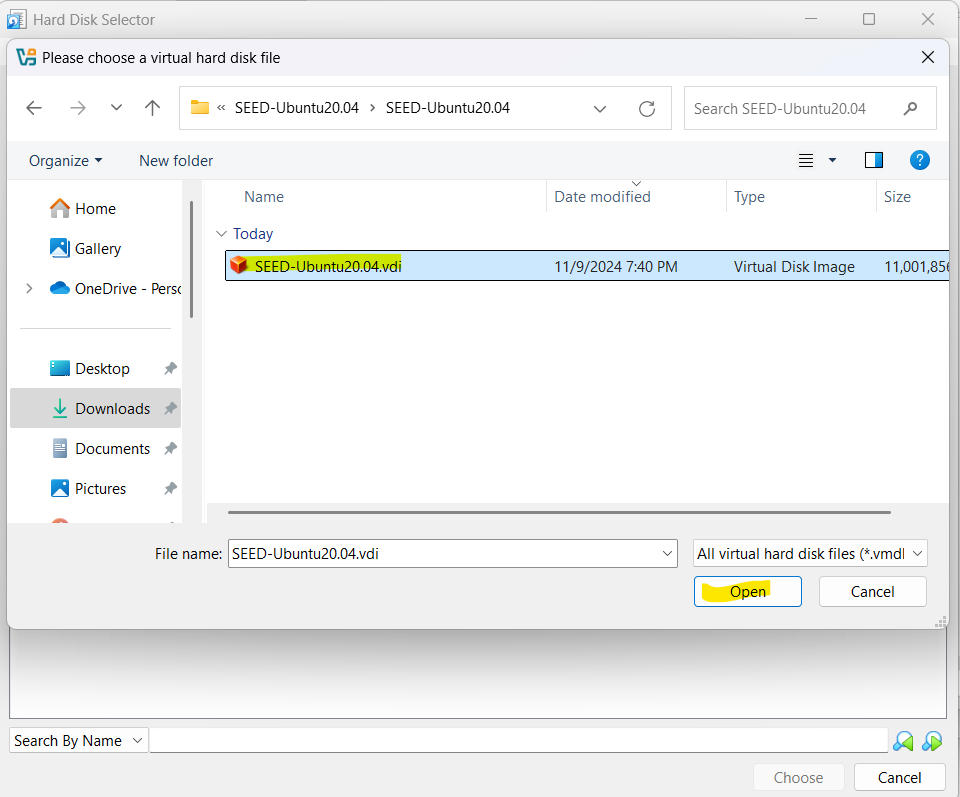 Hard Disk Selector
Please choose a virtual hard disk file
« SEED-Ubuntu20.04 › SEED-Ubuntu20.04
Search SEED-Ubuntu20.04
Organize
New folder
?
Name Date modified Type Size
Home
Gallery
OneDrive - Perso
Desktop
Downloads
Documents
Pictures
Today
SEED-Ubuntu20.04.vdi 11/9/2024 7:40 PM Virtual Disk Image 11,001,856
File name: SEED-Ubuntu20.04.vdi
All virtual hard disk files (*.vmdl
Open Cancel
Search By Name
Choose Cancel